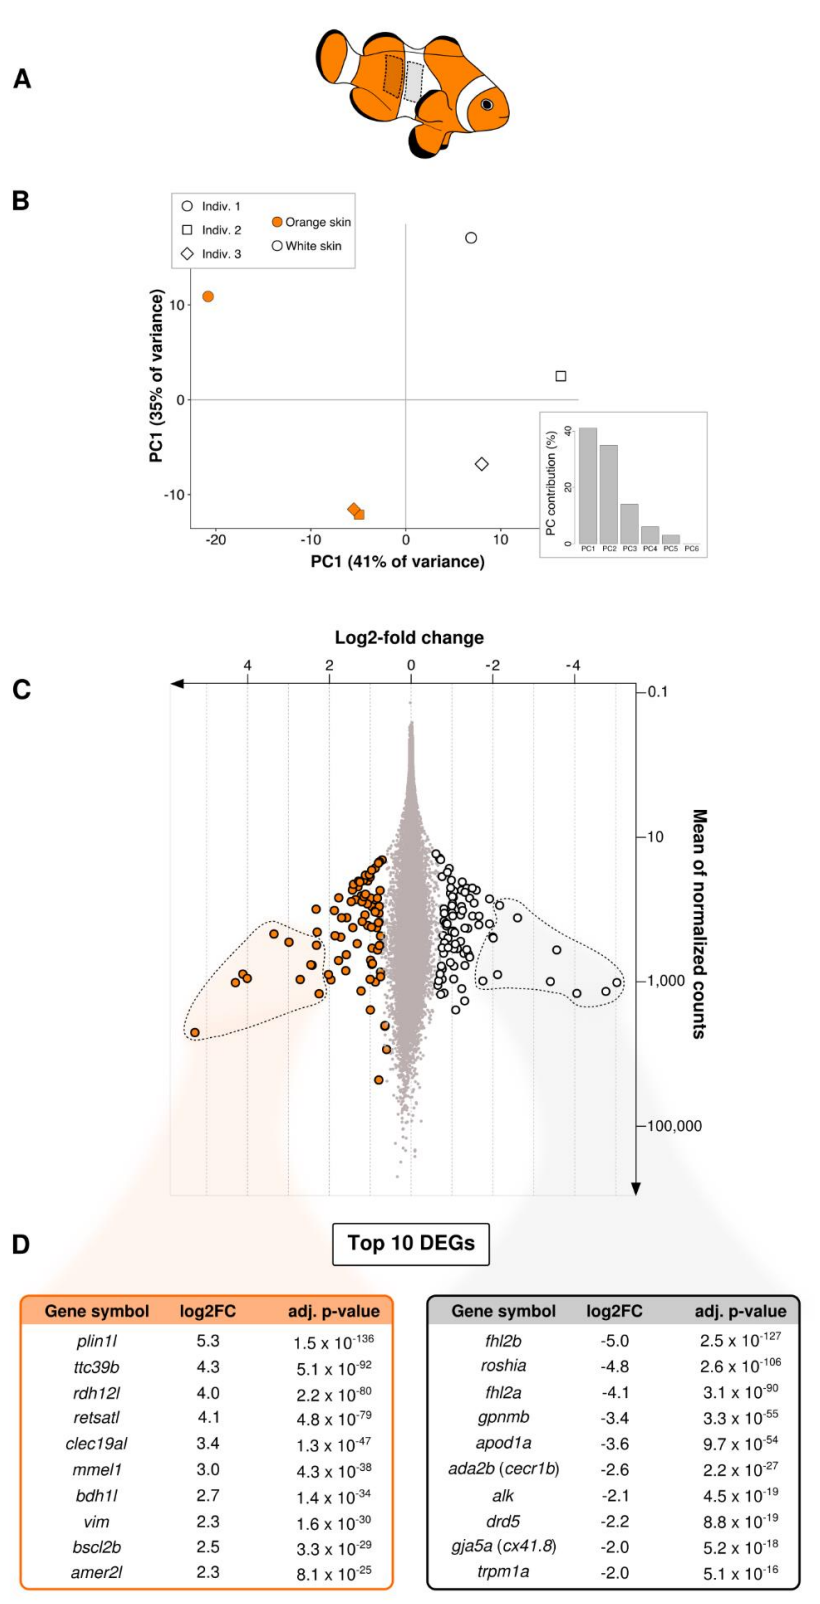 A
B
Indiv. 1
Indiv. 2
Indiv. 3
Orange skin
White skin
PC1 (35% of variance)
10
0
-10
-20
-10
0
10
PC1 (41% of variance)
PC contribution (%)
40
20
0
PC1 PC2 PC3 PC4 PC5 PC6
C
Log2-fold change
4 2 0 -2 -4
0.1
10
1,000
100,000
Mean of normalized counts
D
Top 10 DEGs
Gene symbol log2FC adj. p-value
plin1l 5.3 1.5 x 10⁻¹³⁶
ttc39b 4.3 5.1 x 10⁻⁹²
rdh12l 4.0 2.2 x 10⁻⁸⁰
retsatl 4.1 4.8 x 10⁻⁷⁹
clec19al 3.4 1.3 x 10⁻⁴⁷
mmel1 3.0 4.3 x 10⁻³⁸
bdh1l 2.7 1.4 x 10⁻³⁴
vim 2.3 1.6 x 10⁻³⁰
bscl2b 2.5 3.3 x 10⁻²⁹
amer2l 2.3 8.1 x 10⁻²⁵
Gene symbol log2FC adj. p-value
fhl2b -5.0 2.5 x 10⁻¹²⁷
roshia -4.8 2.6 x 10⁻¹⁰⁶
fhl2a -4.1 3.1 x 10⁻⁹⁰
gpnmb -3.4 3.3 x 10⁻⁵⁵
apod1a -3.6 9.7 x 10⁻⁵⁴
ada2b (cecr1b) -2.6 2.2 x 10⁻²⁷
alk -2.1 4.5 x 10⁻¹⁹
drd5 -2.2 8.8 x 10⁻¹⁹
gja5a (cx41.8) -2.0 5.2 x 10⁻¹⁸
trpm1a -2.0 5.1 x 10⁻¹⁶